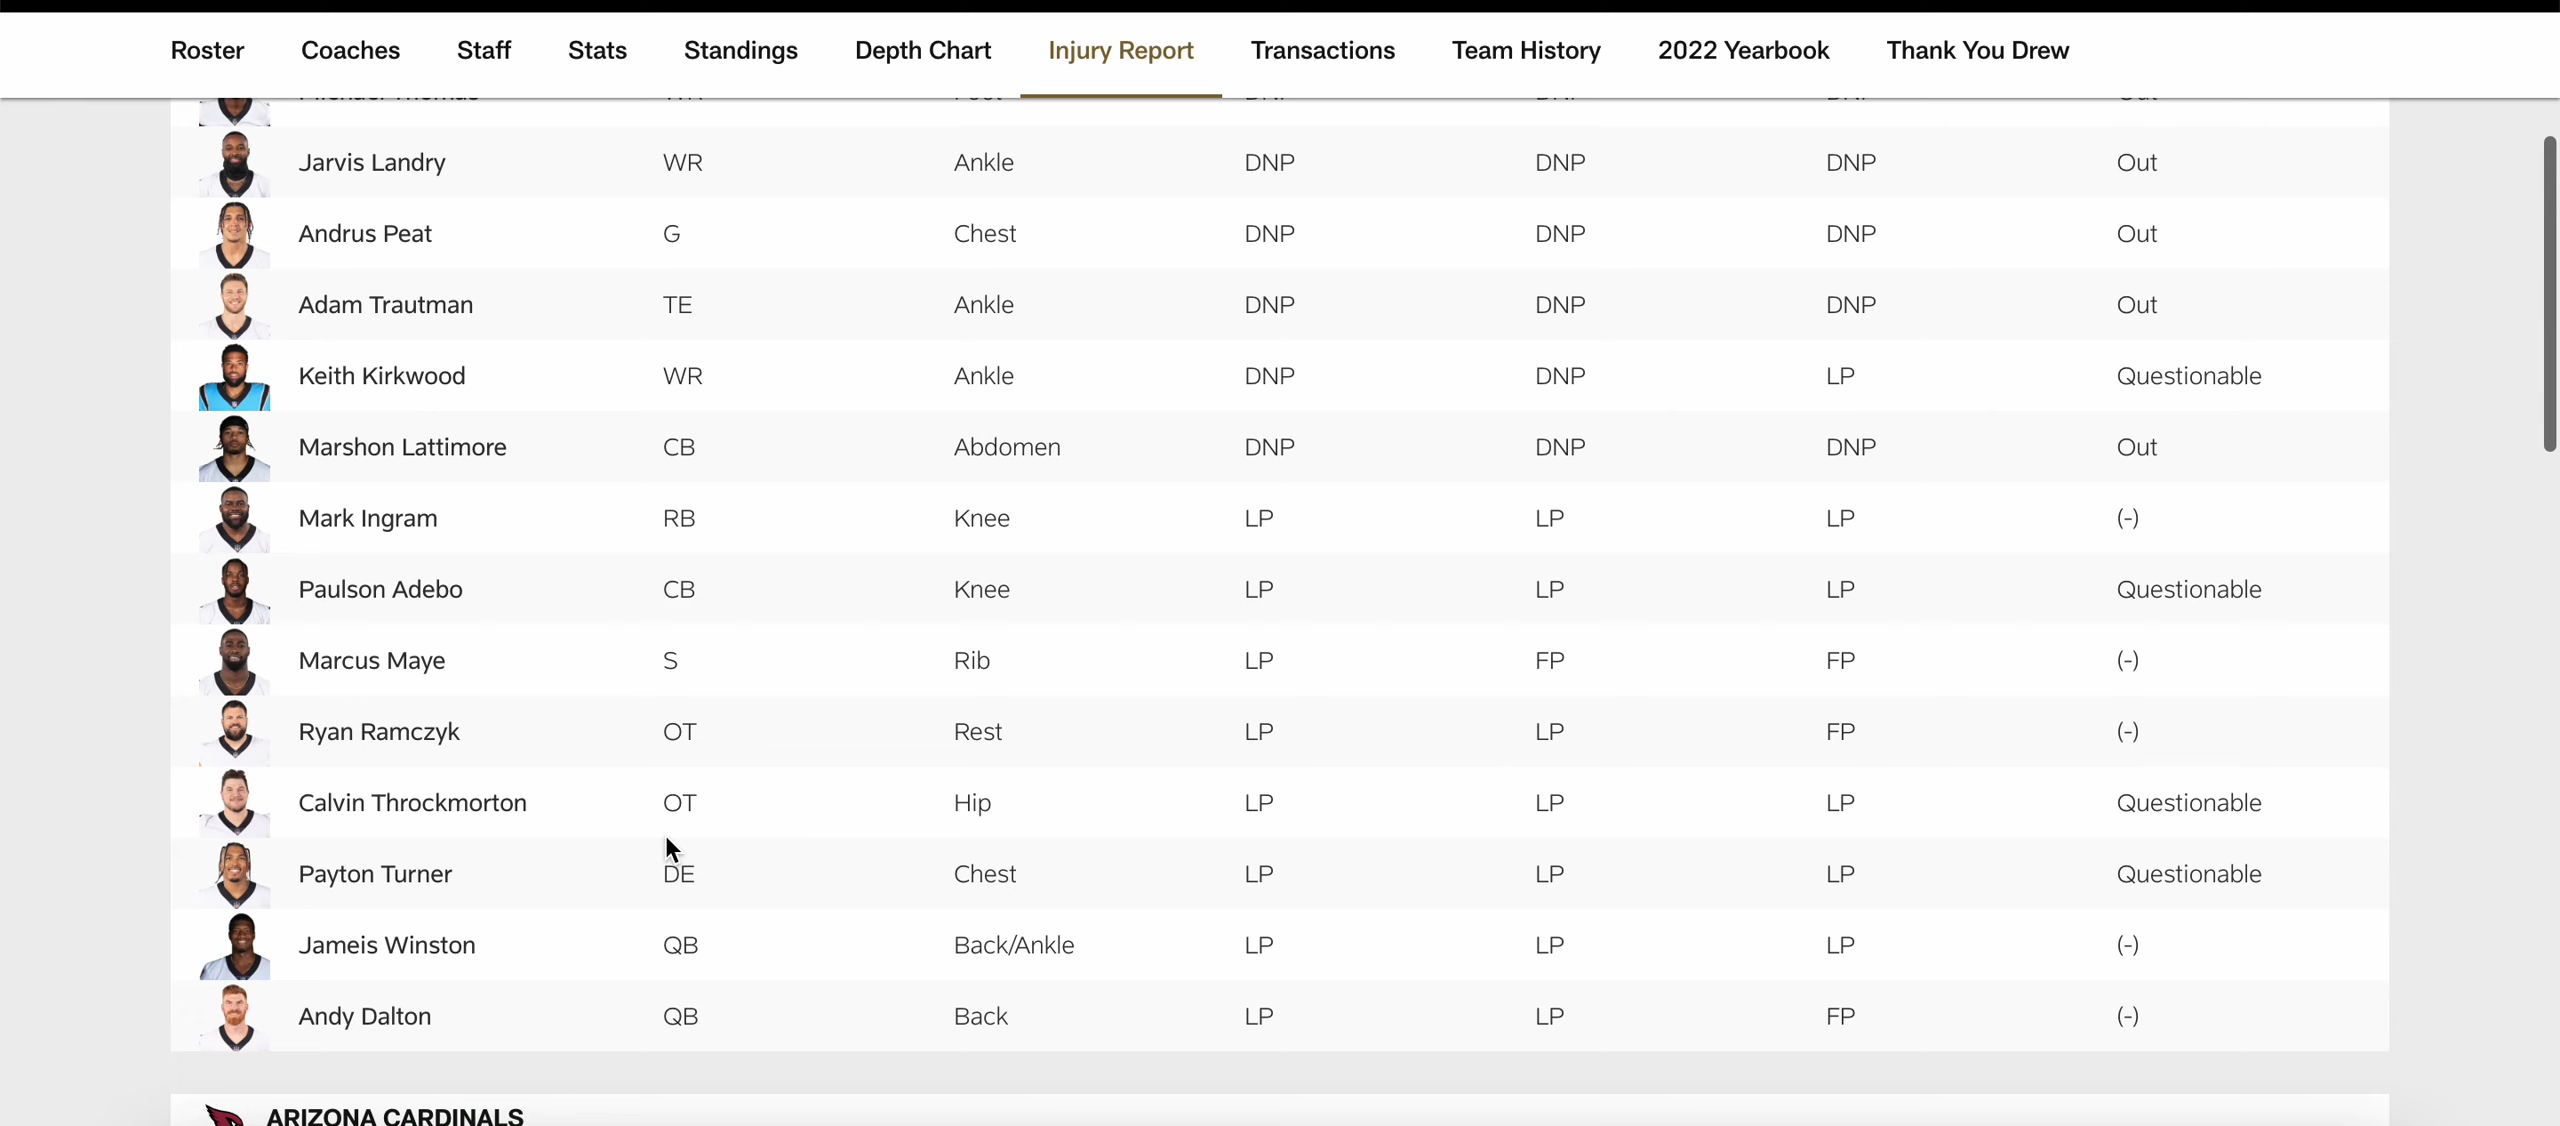 Roster Coaches Staff Stats Standings Depth Chart Injury Report Transactions Team History 2022 Yearbook Thank You Drew
Jarvis Landry WR Ankle DNP DNP DNP Out
Andrus Peat G Chest DNP DNP DNP Out
Adam Trautman TE Ankle DNP DNP DNP Out
Keith Kirkwood WR Ankle DNP DNP LP Questionable
Marshon Lattimore CB Abdomen DNP DNP DNP Out
Mark Ingram RB Knee LP LP LP (-)
Paulson Adebo CB Knee LP LP LP Questionable
Marcus Maye S Rib LP FP FP (-)
Ryan Ramczyk OT Rest LP LP FP (-)
Calvin Throckmorton OT Hip LP LP LP Questionable
Payton Turner DE Chest LP LP LP Questionable
Jameis Winston QB Back/Ankle LP LP LP (-)
Andy Dalton QB Back LP LP FP (-)
ARIZONA CARDINALS